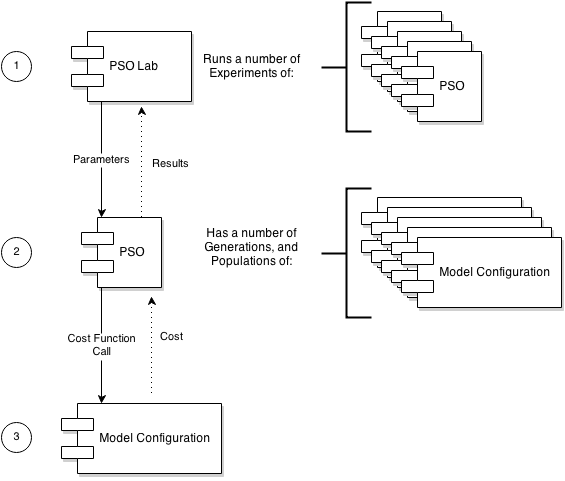 1
PSO Lab
Runs a number of
Experiments of:
PSO
Parameters
Results
2
PSO
Has a number of
Generations, and
Populations of:
Model Configuration
Cost Function
Call
Cost
3
Model Configuration